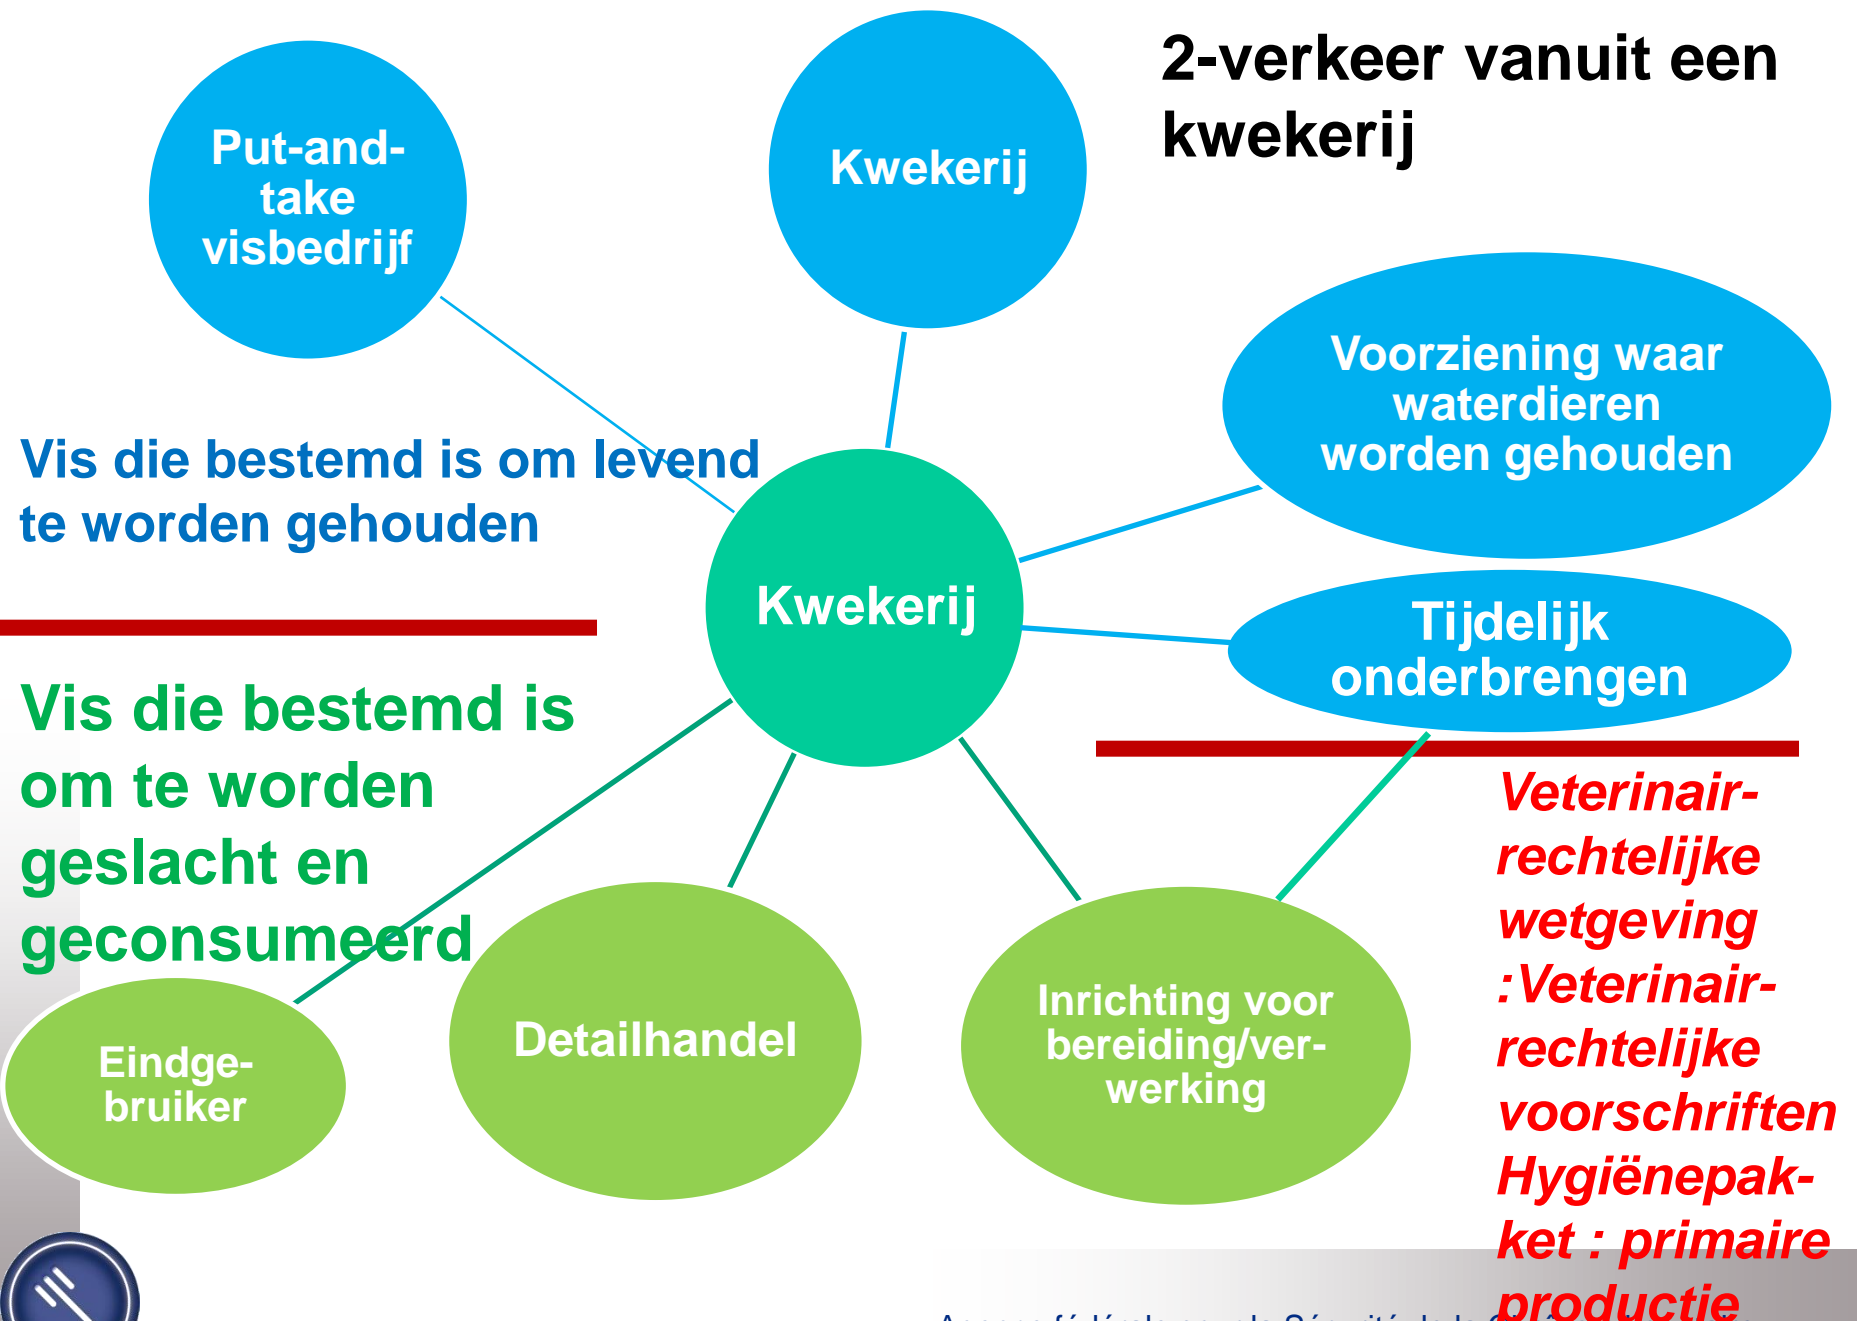 2-verkeer vanuit een
kwekerij
Put-and-
take
visbedrijf
Kwekerij
Voorziening waar
waterdieren
worden gehouden
Vis die bestemd is om levend
te worden gehouden
Kwekerij
Tijdelijk
onderbrengen
Vis die bestemd is
om te worden
geslacht en
geconsumeerd
Veterinair-
rechtelijke
wetgeving
:Veterinair-
rechtelijke
voorschriften
Hygiënepak-
ket : primaire
productie
Eindge-
bruiker
Detailhandel
Inrichting voor
bereiding/ver-
werking